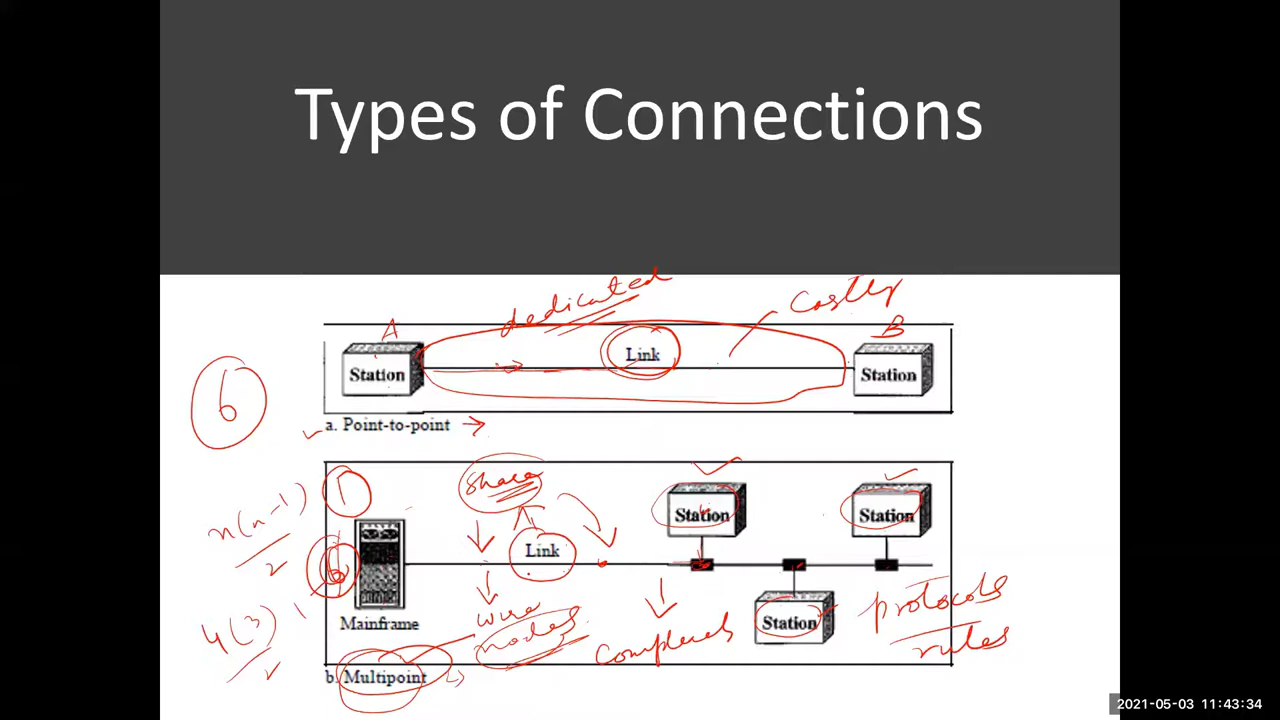 Types of Connections
dedicated
Costly
A
B
Link
Station
Station
6
a. Point-to-point
share
1
n(n-1)
2
Station
Station
Link
6
4(3)
2
wire
nodes
Mainframe
Station
protocols
rules
b. Multipoint
2021-05-03 11:43:34